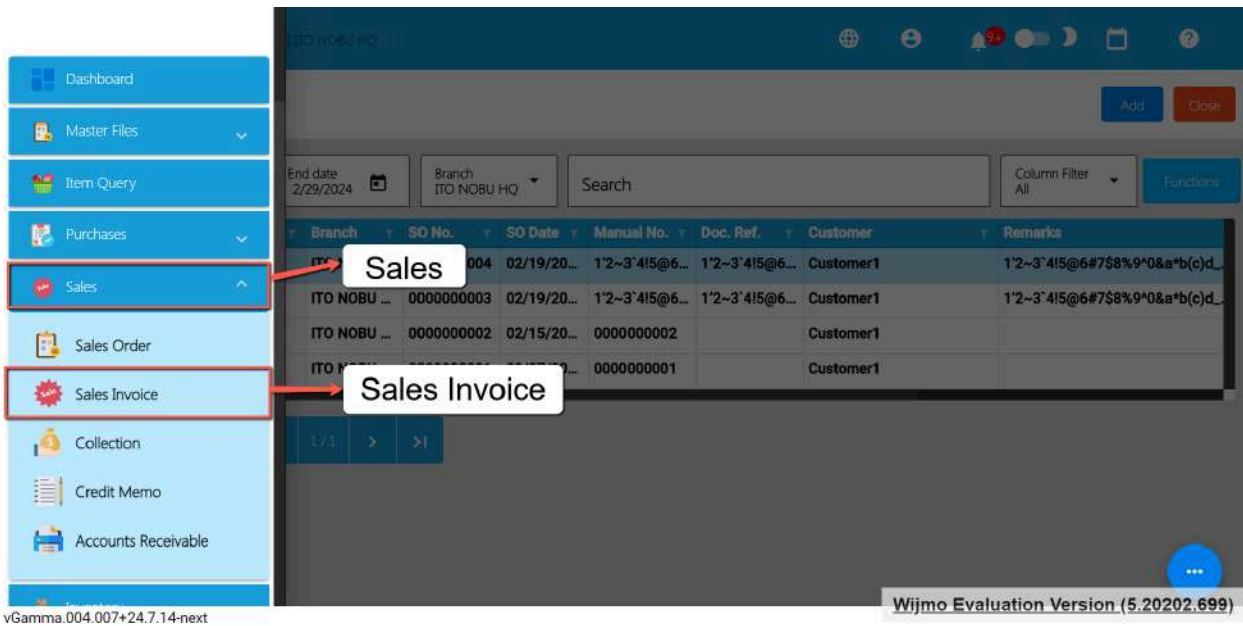 ITO NOBU HQ
9+
Dashboard
Add Close
Master Files
End date Branch Column Filter
2/29/2024 ITO NOBU HQ Search All Functions
Item Query
Purchases
Branch SO No. SO Date Manual No. Doc. Ref. Customer Remarks
Sales
004 02/19/20... 1'2~3`4!5@6... 1'2~3`4!5@6... Customer1 1'2~3`4!5@6#7$8%9^0&a*b(c)d_...
Sales
ITO NOBU ... 0000000003 02/19/20... 1'2~3`4!5@6... 1'2~3`4!5@6... Customer1 1'2~3`4!5@6#7$8%9^0&a*b(c)d_...
ITO NOBU ... 0000000002 02/15/20... 0000000002 Customer1
Sales Order
0000000001 Customer1
Sales Invoice
Sales Invoice
Collection
1/1 > >|
Credit Memo
Accounts Receivable
...
Wijmo Evaluation Version (5.20202.699)
vGamma.004.007+24.7.14-next